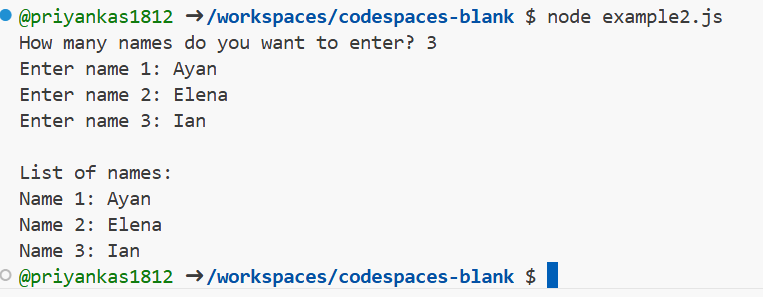 @priyankas1812 ➜/workspaces/codespaces-blank $ node example2.js
How many names do you want to enter? 3
Enter name 1: Ayan
Enter name 2: Elena
Enter name 3: Ian

List of names:
Name 1: Ayan
Name 2: Elena
Name 3: Ian
@priyankas1812 ➜/workspaces/codespaces-blank $